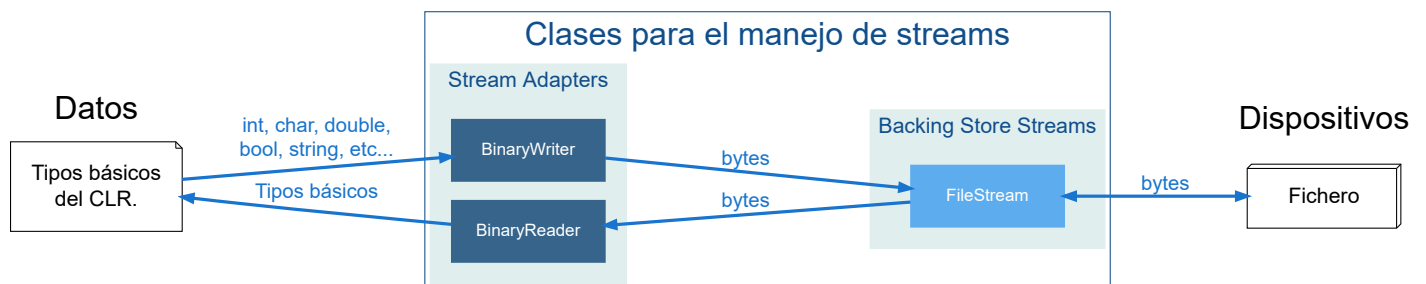 Clases para el manejo de streams
Stream Adapters
Datos
int, char, double,
bool, string, etc...
BinaryWriter
bytes
Backing Store Streams
Dispositivos
Tipos básicos
del CLR.
Tipos básicos
BinaryReader
bytes
FileStream
bytes
Fichero